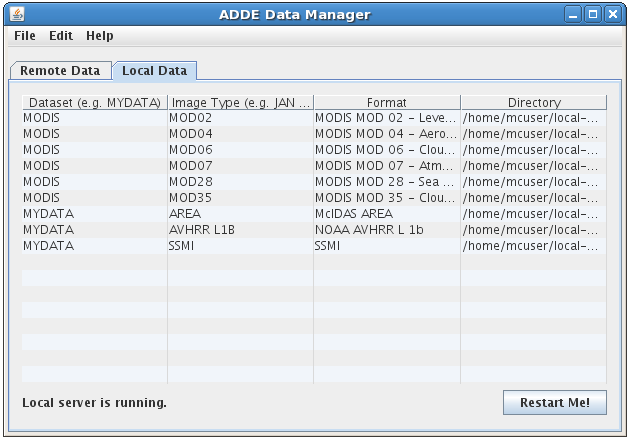 ADDE Data Manager
File Edit Help
Remote Data Local Data
Dataset (e.g. MYDATA) Image Type (e.g. JAN ... Format Directory
MODIS MOD02 MODIS MOD 02 - Leve... /home/mcuser/local-...
MODIS MOD04 MODIS MOD 04 - Aero... /home/mcuser/local-...
MODIS MOD06 MODIS MOD 06 - Clou... /home/mcuser/local-...
MODIS MOD07 MODIS MOD 07 - Atm... /home/mcuser/local-...
MODIS MOD28 MODIS MOD 28 - Sea ... /home/mcuser/local-...
MODIS MOD35 MODIS MOD 35 - Clou... /home/mcuser/local-...
MYDATA AREA McIDAS AREA /home/mcuser/local-...
MYDATA AVHRR L1B NOAA AVHRR L 1b /home/mcuser/local-...
MYDATA SSMI SSMI /home/mcuser/local-...
Local server is running. Restart Me!